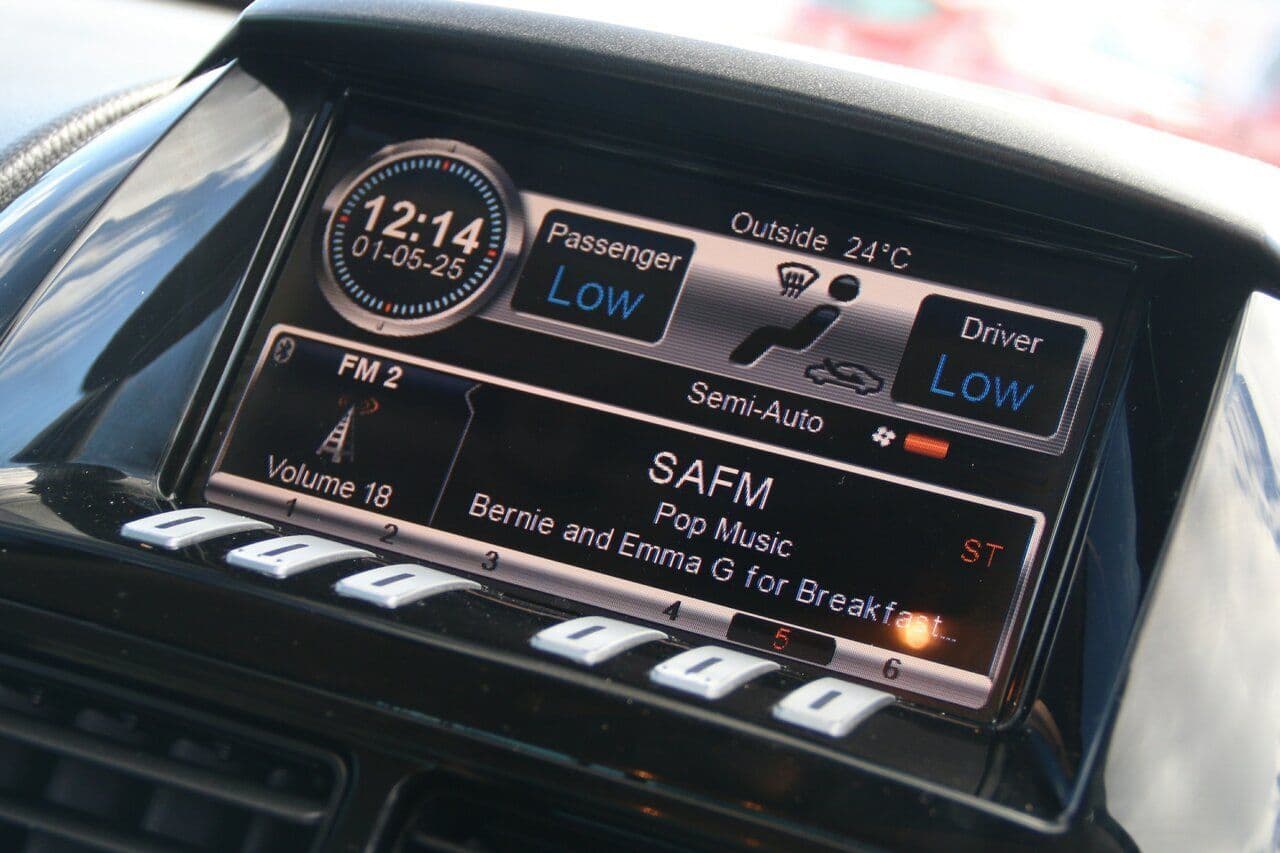 12:14
01-05-25
Passenger
Low
Outside 24°C
Driver
Low
Semi-Auto
FM 2
Volume 18
SAFM
Pop Music
Bernie and Emma G for Breakfast...
ST
1 2 3 4 5 6